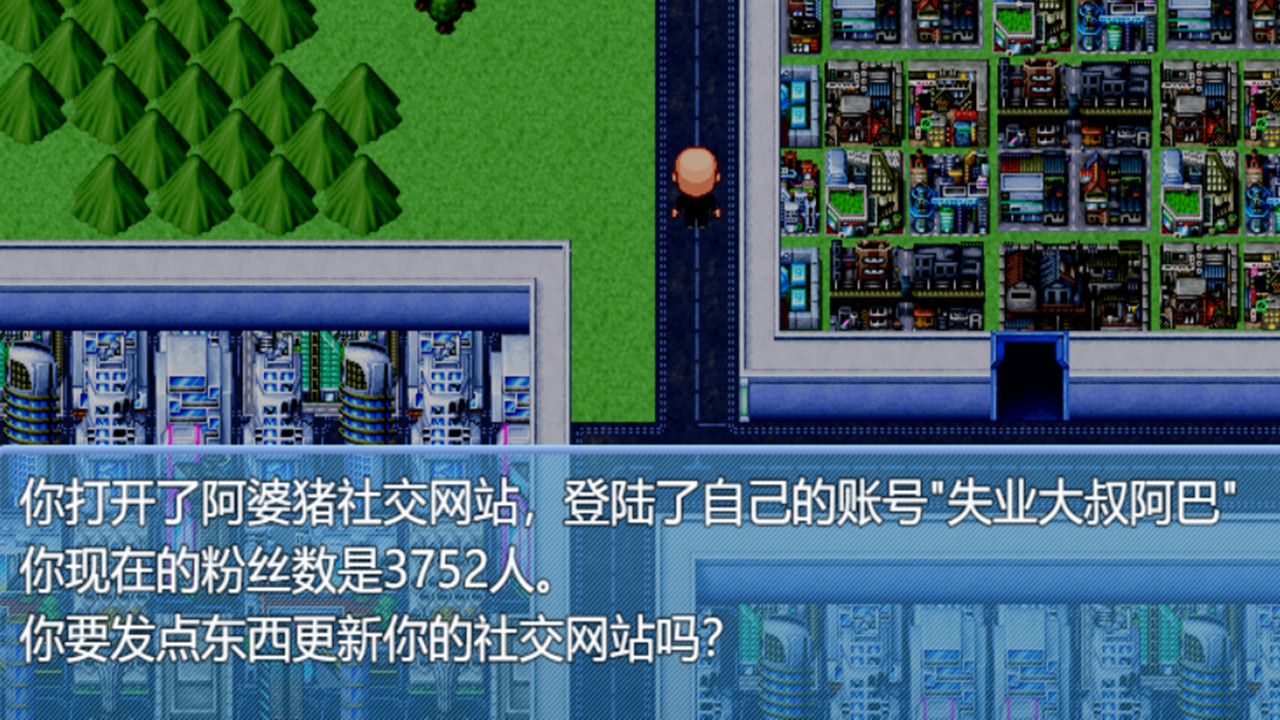 你打开了阿婆猪社交网站，登陆了自己的账号"失业大叔阿巴"
你现在的粉丝数是3752人。
你要发点东西更新你的社交网站吗？